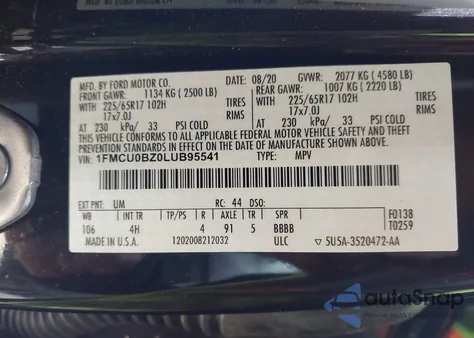 MFD. BY FORD MOTOR CO. 08/20 GVWR: 2077 KG ( 4580 LB)
FRONT GAWR: 1134 KG ( 2500 LB) REAR GAWR: 1007 KG ( 2220 LB)
225/65R17 102H TIRES 225/65R17 102H TIRES
17x7.0J RIMS 17x7.0J RIMS
AT 230 kPa/ 33 PSI COLD AT 230 kPa/ 33 PSI COLD
THIS VEHICLE CONFORMS TO ALL APPLICABLE FEDERAL MOTOR VEHICLE SAFETY, BUMPER, AND THEFT
PREVENTION STANDARDS IN EFFECT ON THE DATE OF MANUFACTURE SHOWN ABOVE.
VIN: 1FMCU0BZ0LUB95541 TYPE: MPV
EXT PNT: UM RC: 44 DSO:
WB INT TR TP/PS R AXLE TR SPR F0138
106 4H 4 91 5 BBBB T0259
MADE IN U.S.A. 1202008212032 ULC 5U5A-3520472-AA
autoSnap